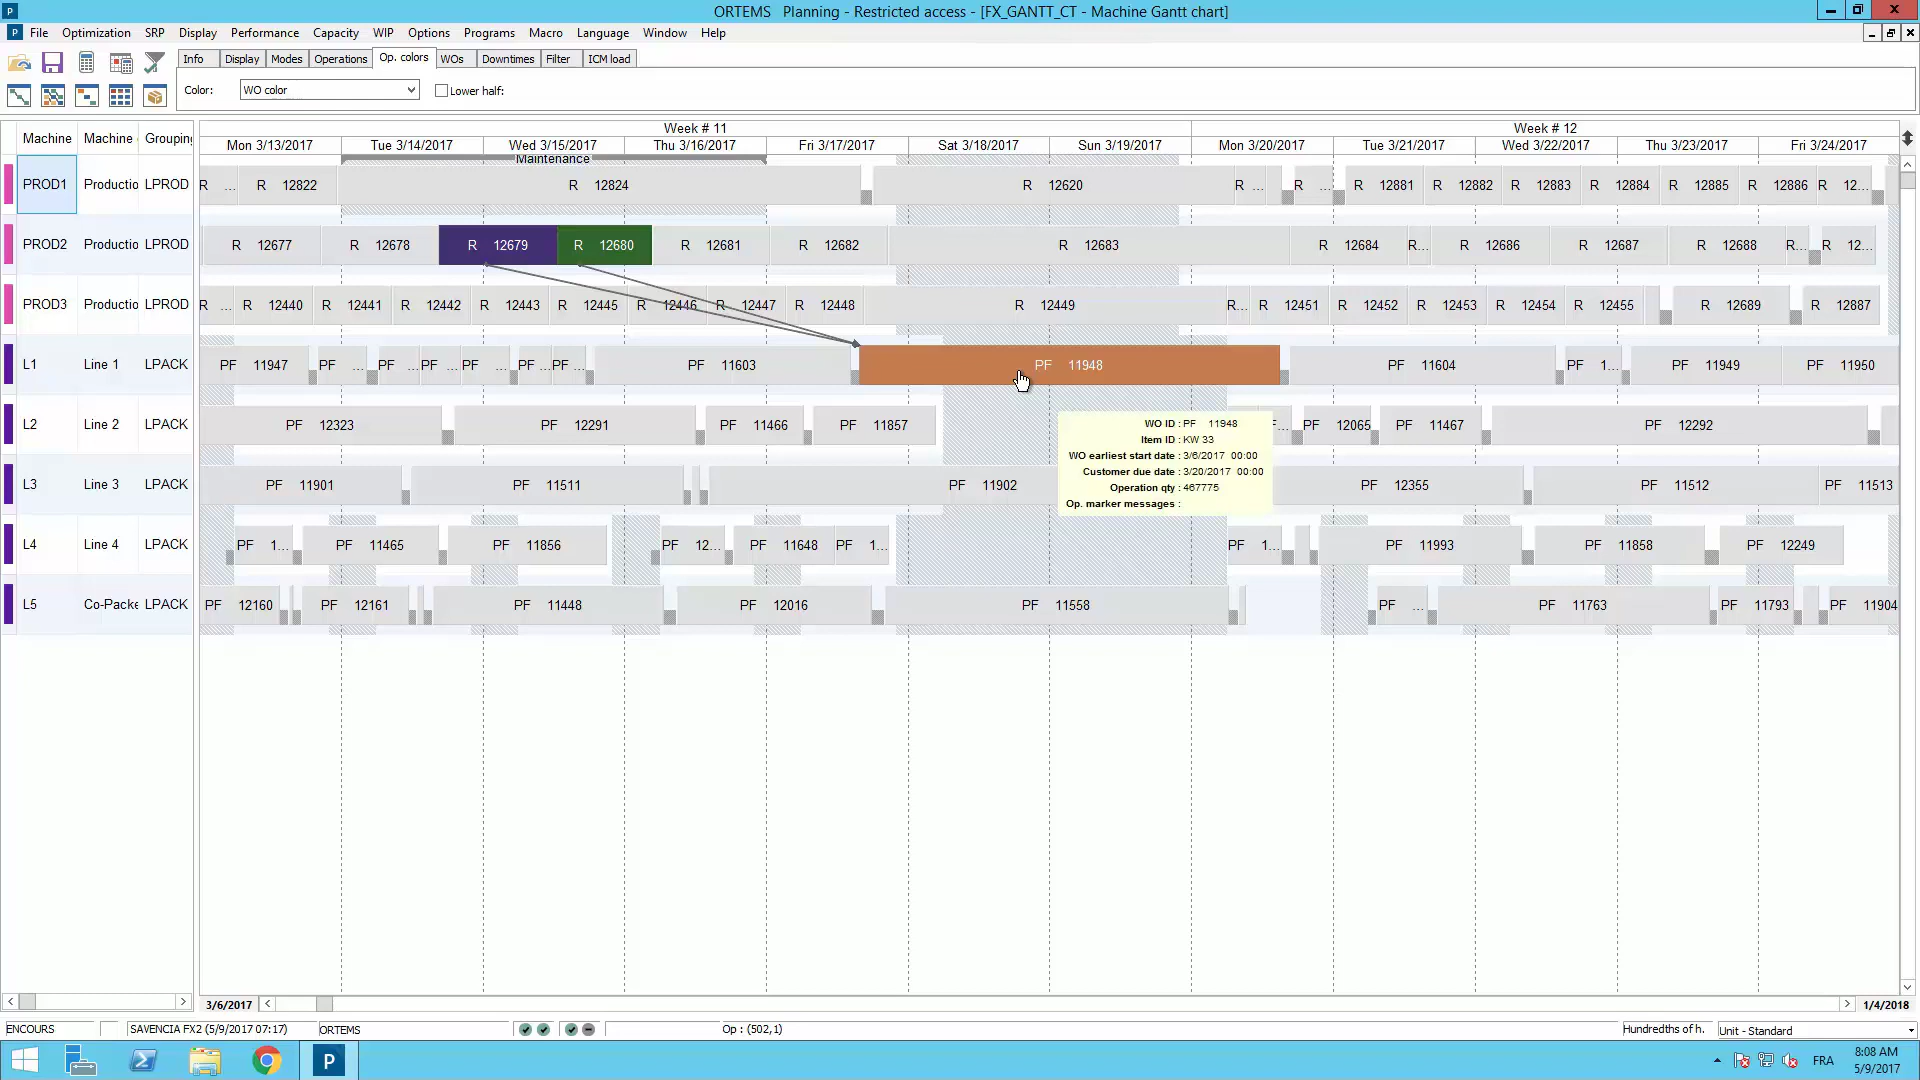 ORTEMS Planning - Restricted access - [FX_GANTT_CT - Machine Gantt chart]
File Optimization SRP Display Performance Capacity WIP Options Programs Macro Language Window Help
Info Display Modes Operations Op. colors WOs Downtimes Filter ICM load
Color: WO color Lower half:
Week # 11 Week # 12
Machine Machine Grouping Mon 3/13/2017 Tue 3/14/2017 Wed 3/15/2017 Thu 3/16/2017 Fri 3/17/2017 Sat 3/18/2017 Sun 3/19/2017 Mon 3/20/2017 Tue 3/21/2017 Wed 3/22/2017 Thu 3/23/2017 Fri 3/24/2017
Maintenance
PROD1 Productio LPROD R ... R 12822 R 12824 R 12620 R ... R ... R 12881 R 12882 R 12883 R 12884 R 12885 R 12886 R 12...
PROD2 Productio LPROD R 12677 R 12678 R 12679 R 12680 R 12681 R 12682 R 12683 R 12684 R... R 12686 R 12687 R 12688 R... R 12...
PROD3 Productio LPROD R ... R 12440 R 12441 R 12442 R 12443 R 12445 R 12446 R 12447 R 12448 R 12449 R... R 12451 R 12452 R 12453 R 12454 R 12455 R 12689 R 12887
L1 Line 1 LPACK PF 11947 PF ... PF ... PF ... PF ... PF... PF... PF 11603 PF 11948 PF 11604 PF 1... PF 11949 PF 11950
L2 Line 2 LPACK PF 12323 PF 12291 PF 11466 PF 11857 F... PF 12065 PF 11467 PF 12292
WO ID : PF 11948
Item ID : KW 33
WO earliest start date : 3/6/2017 00:00
Customer due date : 3/20/2017 00:00
Operation qty : 467775
Op. marker messages :
L3 Line 3 LPACK PF 11901 PF 11511 PF 11902 PF 12355 PF 11512 PF 11513
L4 Line 4 LPACK PF 1... PF 11465 PF 11856 PF 12... PF 11648 PF 1... PF 1... PF 11993 PF 11858 PF 12249
L5 Co-Packe LPACK PF 12160 PF 12161 PF 11448 PF 12016 PF 11558 PF ... PF 11763 PF 11793 PF 11904
3/6/2017 1/4/2018
ENCOURS SAVENCIA FX2 (5/9/2017 07:17) ORTEMS Op : (502,1) Hundredths of h. Unit - Standard
FRA 8:08 AM
5/9/2017